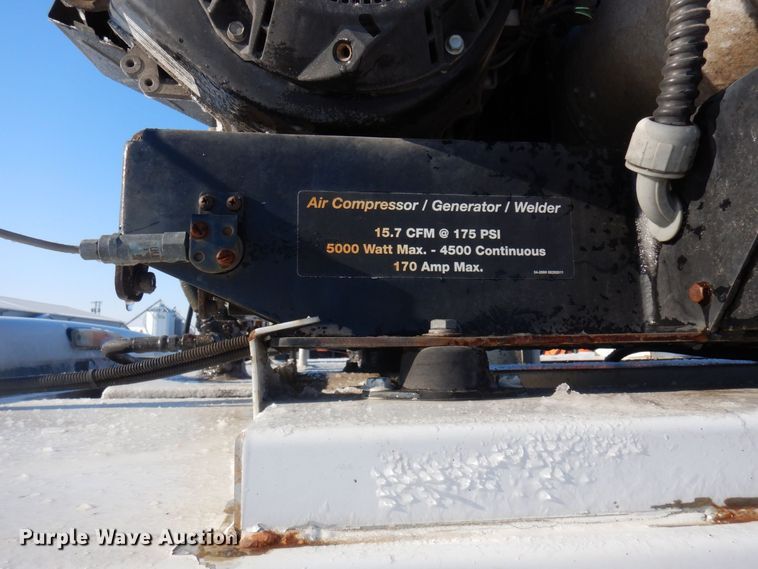 Air Compressor / Generator / Welder
15.7 CFM @ 175 PSI
5000 Watt Max. - 4500 Continuous
170 Amp Max.
Purple Wave Auction